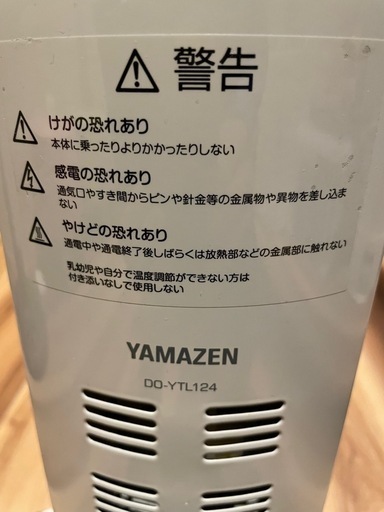 警告
けがの恐れあり
本体に乗ったりよりかかったりしない
感電の恐れあり
通気口やすき間からピンや針金等の金属物や異物を差し込ま
ない
やけどの恐れあり
通電中や通電終了後しばらくは放熱部などの金属部に触れない
乳幼児や自分で温度調節ができない方は
付き添いなしで使用しない
YAMAZEN
DO-YTL124